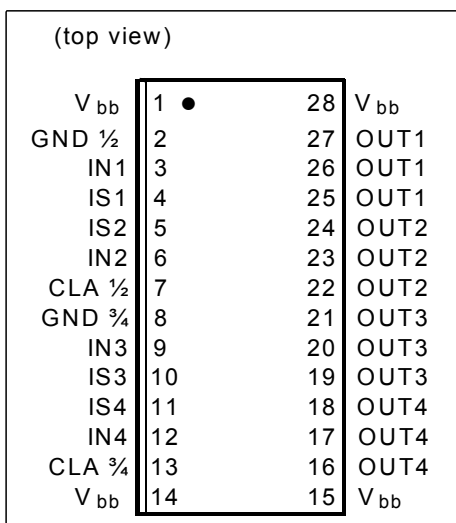 (top view)
V bb 1 ● 28 V bb
GND ½ 2 27 OUT1
IN1 3 26 OUT1
IS1 4 25 OUT1
IS2 5 24 OUT2
IN2 6 23 OUT2
CLA ½ 7 22 OUT2
GND ¾ 8 21 OUT3
IN3 9 20 OUT3
IS3 10 19 OUT3
IS4 11 18 OUT4
IN4 12 17 OUT4
CLA ¾ 13 16 OUT4
V bb 14 15 V bb